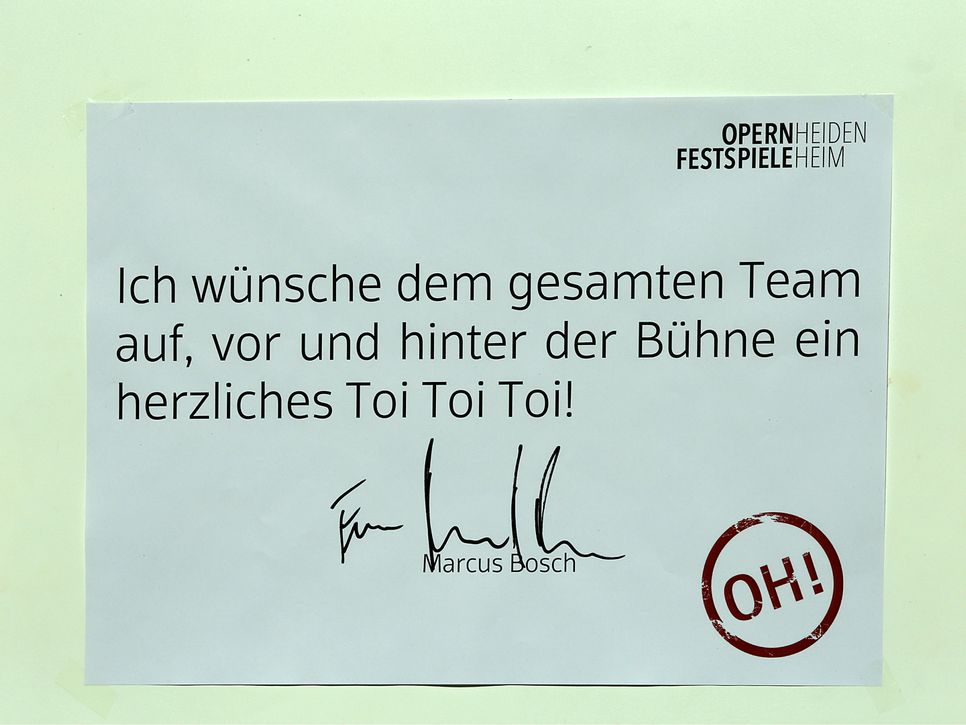 OPERNHEIDEN
FESTSPIELEHEIM
Ich wünsche dem gesamten Team
auf, vor und hinter der Bühne ein
herzliches Toi Toi Toi!
Marcus Bosch
OH!